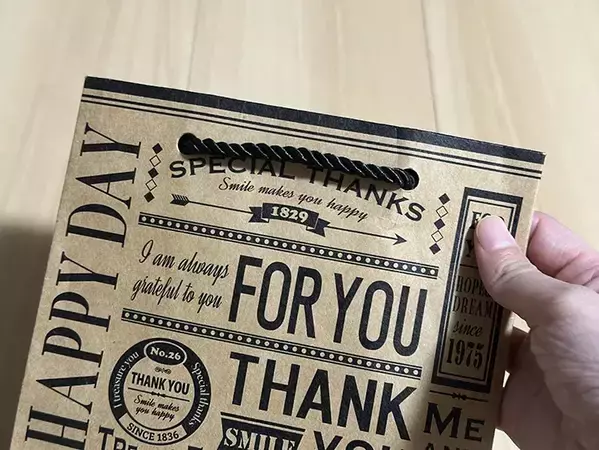 HAPPY DAY
SPECIAL THANKS
Smile makes you happy
1829
I am always
grateful to you
FOR YOU
No.26
I treasure you
THANK YOU
Special thanks
Smile makes
you happy
SINCE 1836
THANK
SMILE
ME
DREAM
since
1975